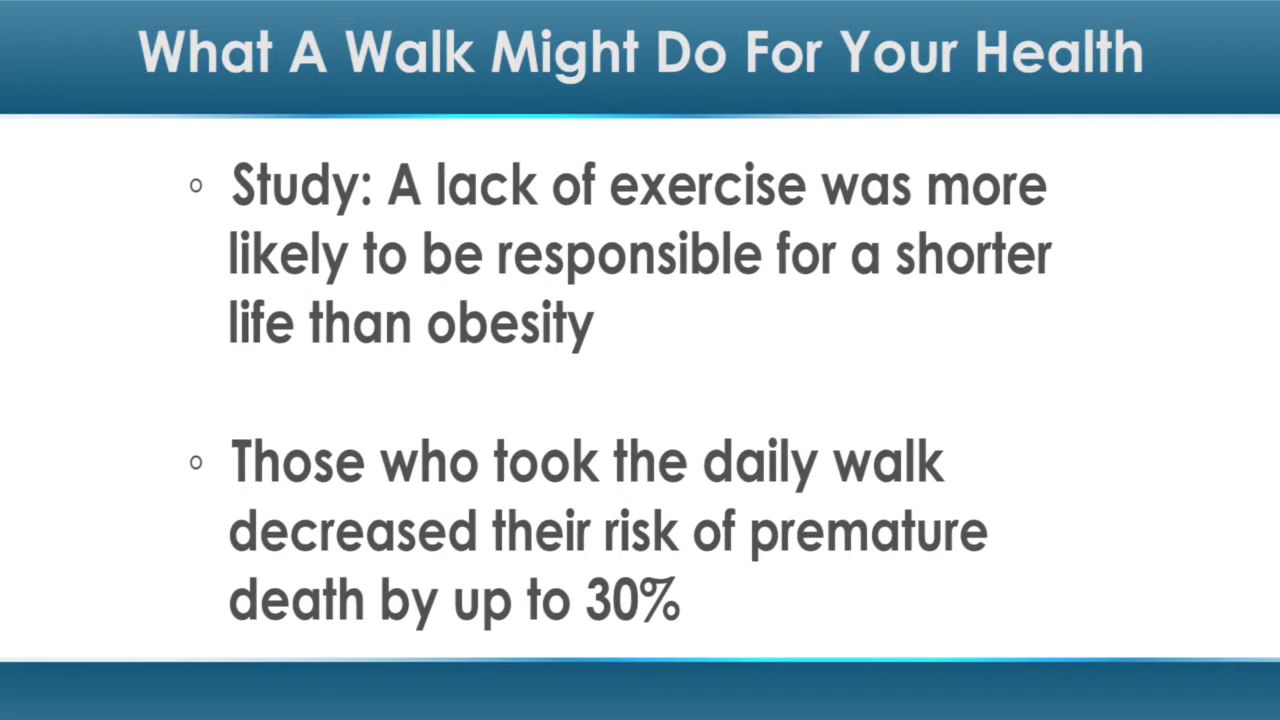 What A Walk Might Do For Your Health
◦ Study: A lack of exercise was more
likely to be responsible for a shorter
life than obesity
◦ Those who took the daily walk
decreased their risk of premature
death by up to 30%